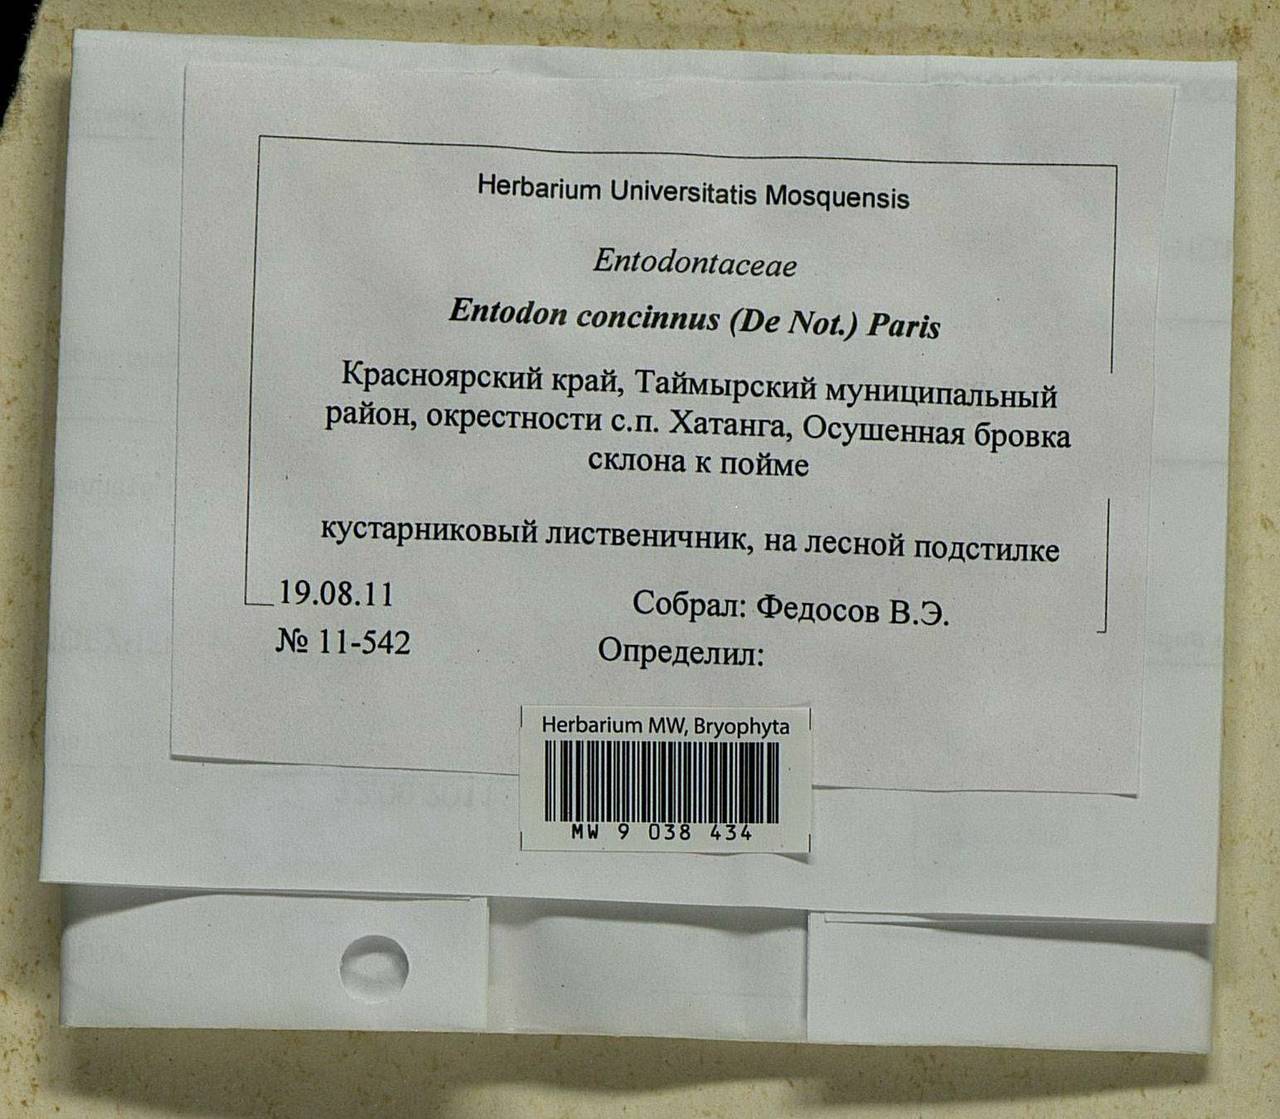 Herbarium Universitatis Mosquensis
Entodontaceae
Entodon concinnus (De Not.) Paris
Красноярский край, Таймырский муниципальный
район, окрестности с.п. Хатанга, Осушенная бровка
склона к пойме
кустарниковый лиственичник, на лесной подстилке
19.08.11
Собрал: Федосов В.Э.
№ 11-542
Определил:
Herbarium MW, Bryophyta
MW 9 038 434